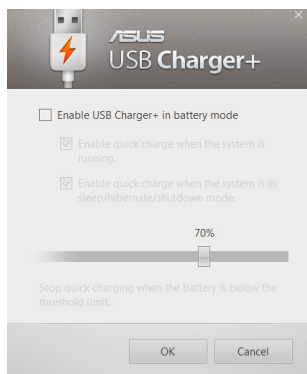 ASUS
USB Charger+
Enable USB Charger+ in battery mode
Enable quick charge when the system is
running.
Enable quick charge when the system is in
sleep/hibernate/shutdown mode.
70%
Stop quick charging when the battery is below the
threshold limit.
OK
Cancel